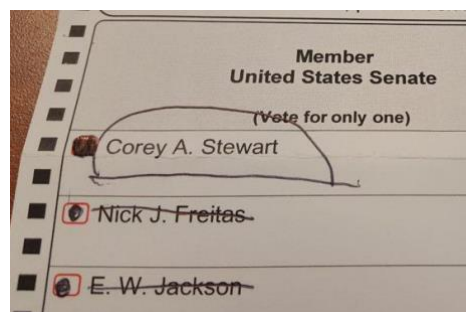 Member
United States Senate
(Vote for only one)
Corey A. Stewart
Nick J. Freitas
E. W. Jackson